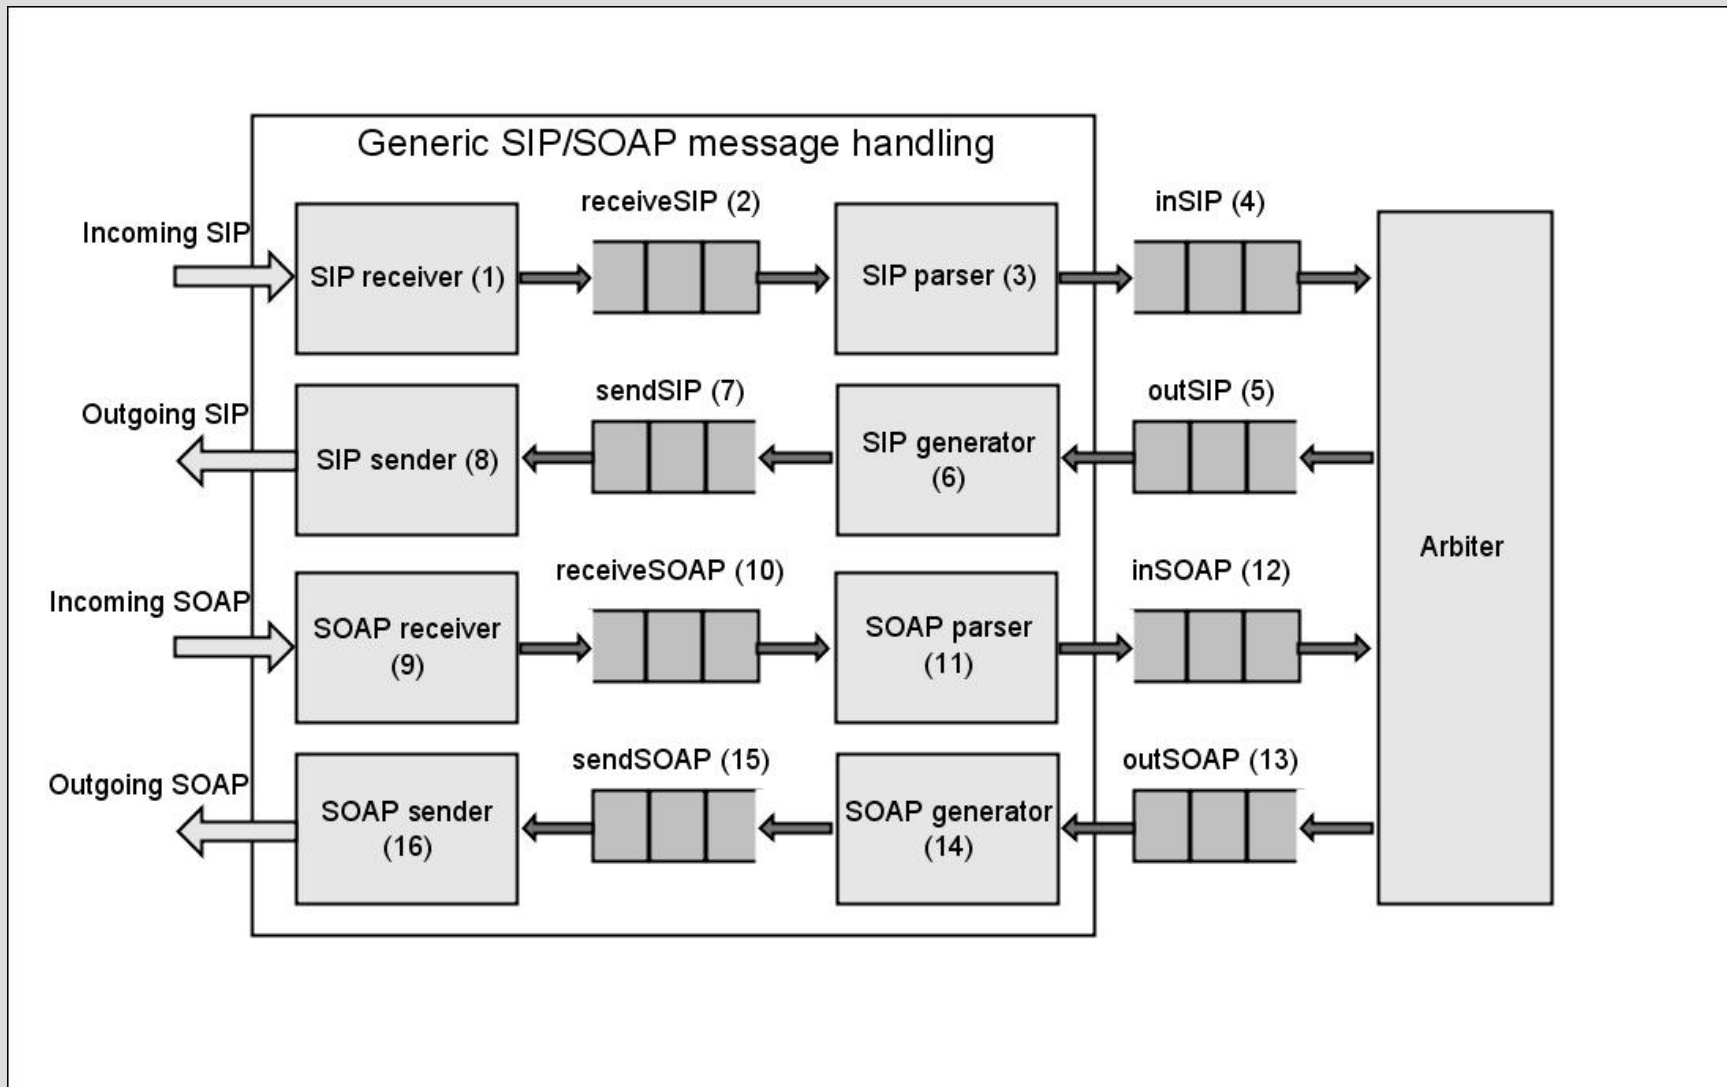 Generic SIP/SOAP message handling
receiveSIP (2)
inSIP (4)
Incoming SIP
SIP receiver (1)
SIP parser (3)
sendSIP (7)
outSIP (5)
Outgoing SIP
SIP sender (8)
SIP generator
(6)
receiveSOAP (10)
inSOAP (12)
Arbiter
Incoming SOAP
SOAP receiver
(9)
SOAP parser
(11)
sendSOAP (15)
outSOAP (13)
Outgoing SOAP
SOAP sender
(16)
SOAP generator
(14)